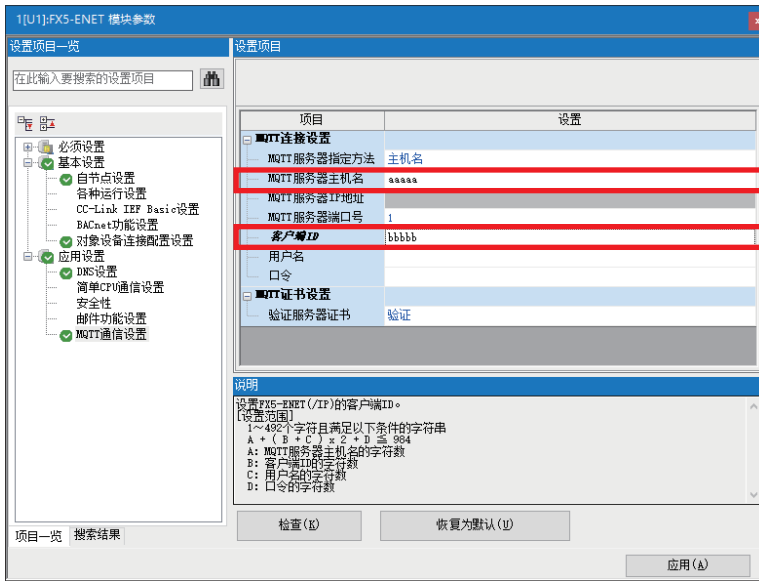 1[U1]:FX5-ENET 模块参数
设置项目一览
在此输入要搜索的设置项目
必须设置
基本设置
自节点设置
各种运行设置
CC-Link IEF Basic设置
BACnet功能设置
对象设备连接配置设置
应用设置
DNS设置
简单CPU通信设置
安全性
邮件功能设置
MQTT通信设置
项目一览 搜索结果
设置项目
项目 设置
MQTT连接设置
MQTT服务器指定方法 主机名
MQTT服务器主机名 aaaaa
MQTT服务器IP地址
MQTT服务器端口号 1
客户端ID bbbbb
用户名
口令
MQTT证书设置
验证服务器证书 验证
说明
设置FX5-ENET(/IP)的客户端ID。
[设置范围]
1～492个字符且满足以下条件的字符串
A + ( B + C ) x 2 + D ≦ 984
A: MQTT服务器主机名的字符数
B: 客户端ID的字符数
C: 用户名的字符数
D: 口令的字符数
检查(K) 恢复为默认(U)
应用(A)